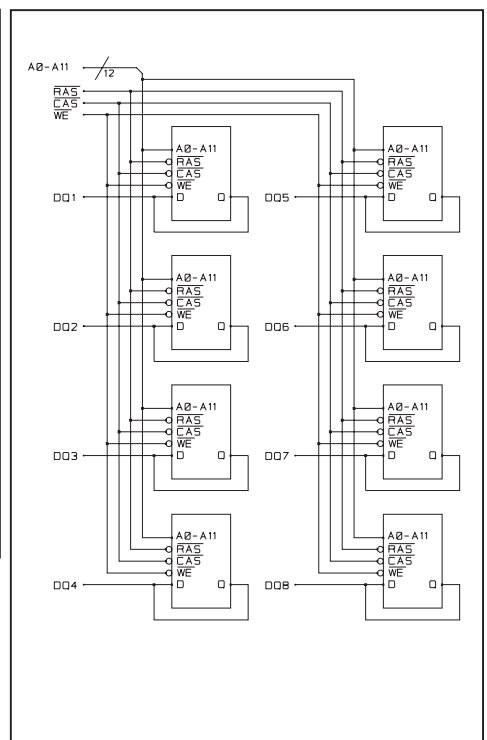 A0-A11
12
RAS
CAS
WE
A0-A11
RAS
CAS
WE
DQ1 D Q
A0-A11
RAS
CAS
WE
DQ5 D Q
A0-A11
RAS
CAS
WE
DQ2 D Q
A0-A11
RAS
CAS
WE
DQ6 D Q
A0-A11
RAS
CAS
WE
DQ3 D Q
A0-A11
RAS
CAS
WE
DQ7 D Q
A0-A11
RAS
CAS
WE
DQ4 D Q
A0-A11
RAS
CAS
WE
DQ8 D Q